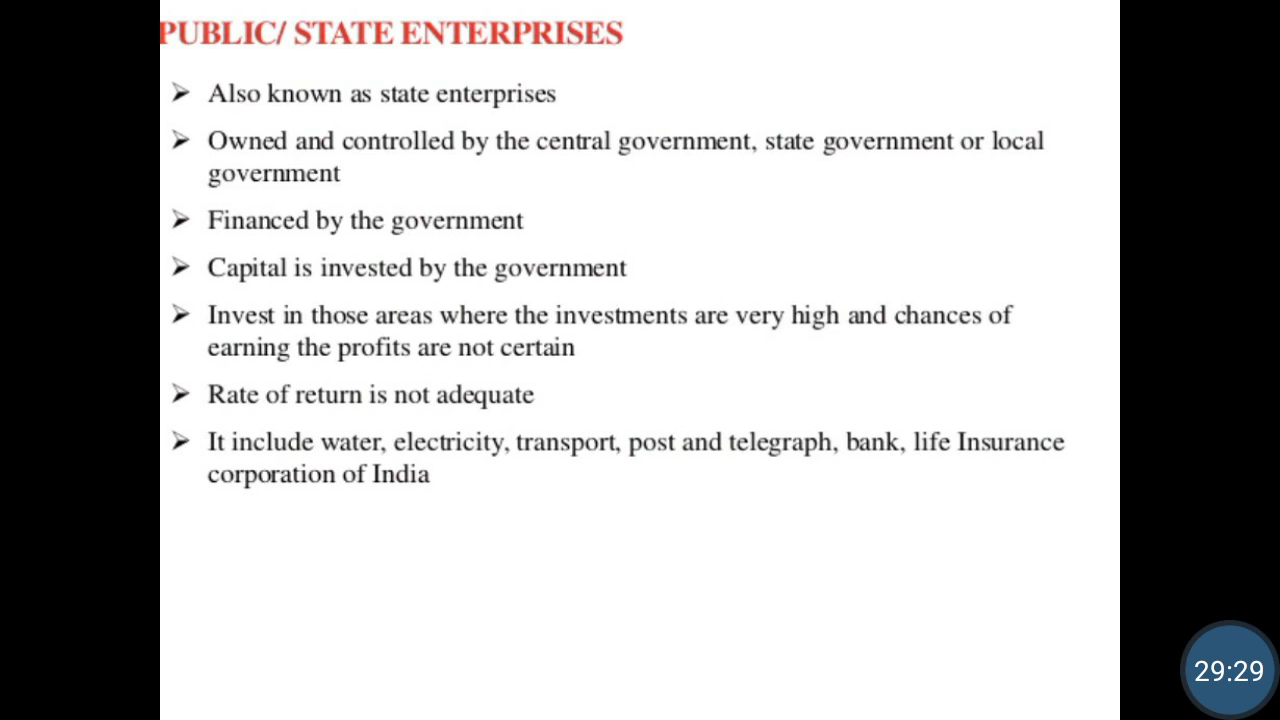 PUBLIC/ STATE ENTERPRISES
➢ Also known as state enterprises
➢ Owned and controlled by the central government, state government or local
government
➢ Financed by the government
➢ Capital is invested by the government
➢ Invest in those areas where the investments are very high and chances of
earning the profits are not certain
➢ Rate of return is not adequate
➢ It include water, electricity, transport, post and telegraph, bank, life Insurance
corporation of India
29:29